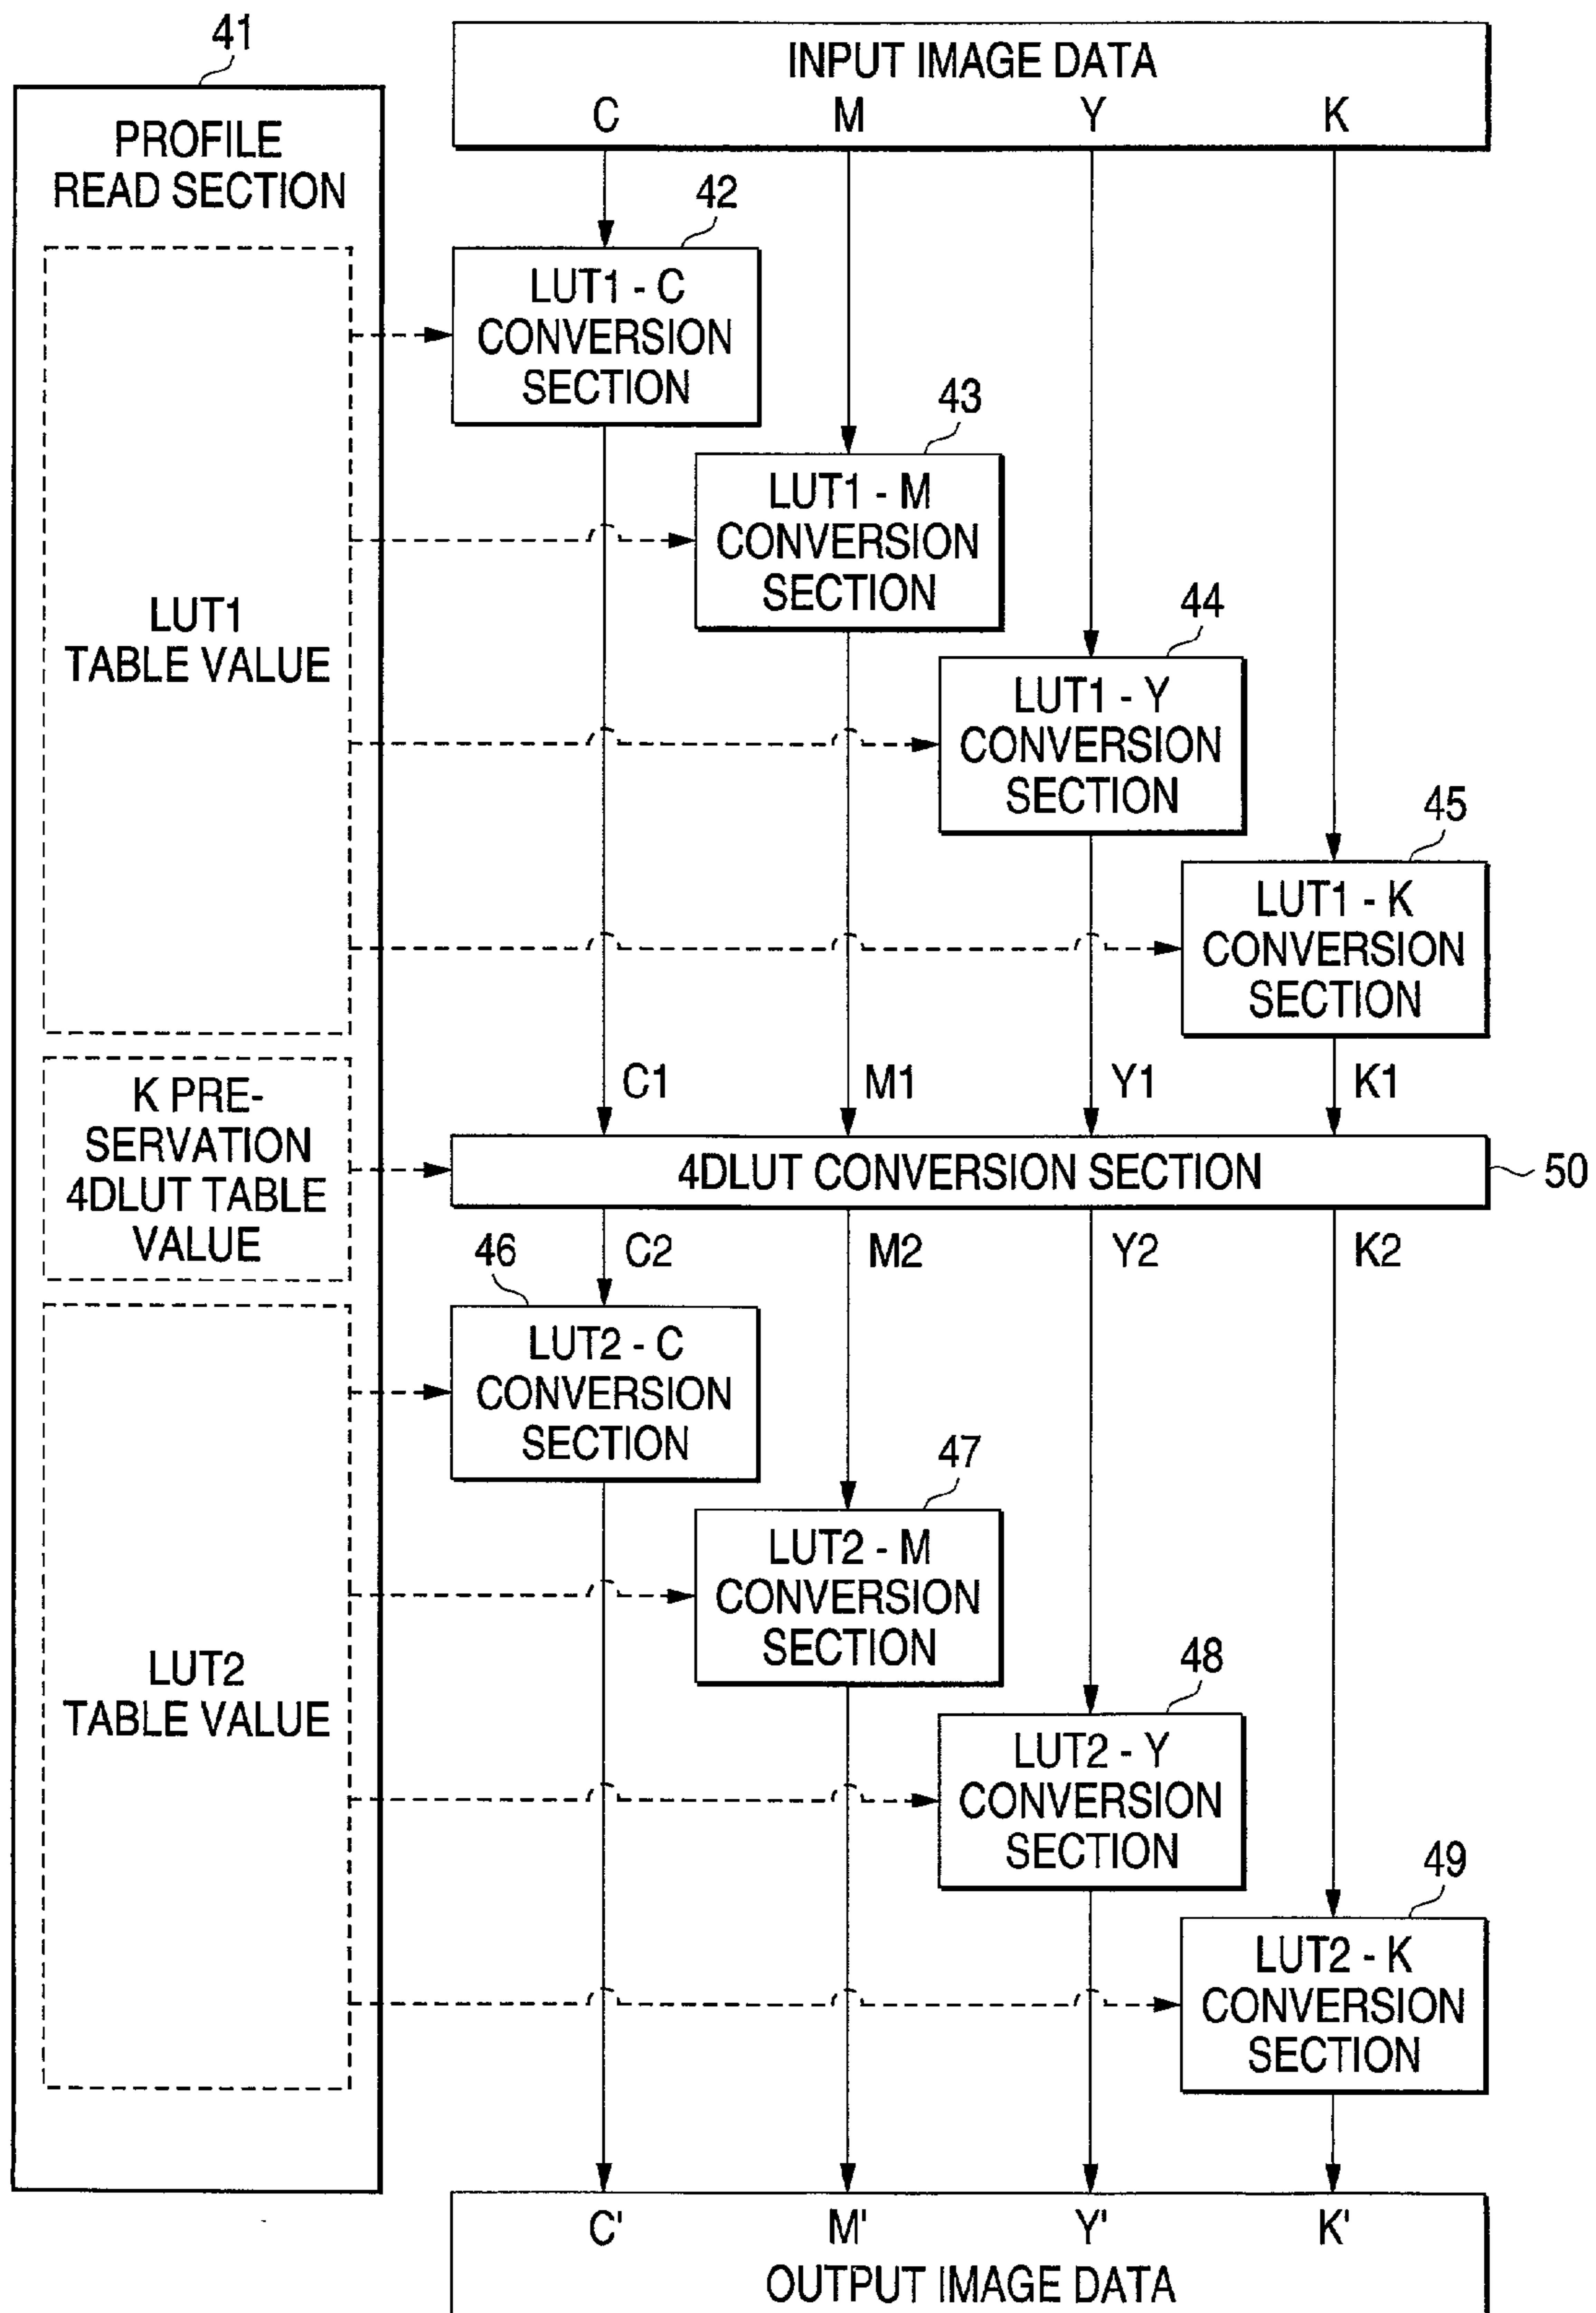 41
PROFILE
READ SECTION
INPUT IMAGE DATA
C M Y K
42
LUT1 - C
CONVERSION
SECTION
43
LUT1 - M
CONVERSION
SECTION
LUT1
TABLE VALUE
44
LUT1 - Y
CONVERSION
SECTION
45
LUT1 - K
CONVERSION
SECTION
C1 M1 Y1 K1
K PRE-
SERVATION
4DLUT TABLE
VALUE
4DLUT CONVERSION SECTION
50
C2 M2 Y2 K2
46
LUT2 - C
CONVERSION
SECTION
47
LUT2 - M
CONVERSION
SECTION
LUT2
TABLE VALUE
48
LUT2 - Y
CONVERSION
SECTION
49
LUT2 - K
CONVERSION
SECTION
C' M' Y' K'
OUTPUT IMAGE DATA